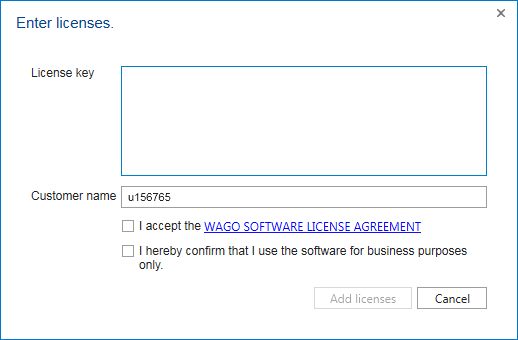 Enter licenses.
License key
Customer name u156765
I accept the WAGO SOFTWARE LICENSE AGREEMENT
I hereby confirm that I use the software for business purposes
only.
Add licenses Cancel